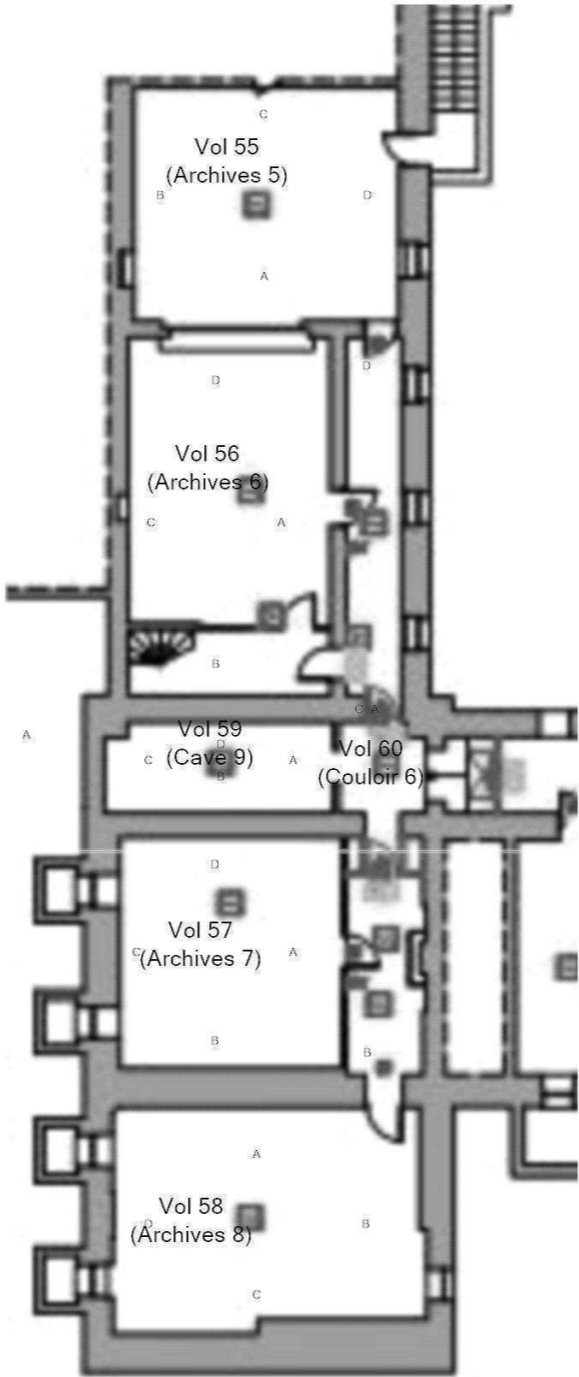 C
Vol 55
(Archives 5)
B
D
A
D
D
Vol 56
(Archives 6)
C
A
B
C A
A
Vol 59
D
(Cave 9)
C
A
B
Vol 60
(Couloir 6)
D
Vol 57
C
(Archives 7)
A
B
B
A
Vol 58
D
(Archives 8)
B
C